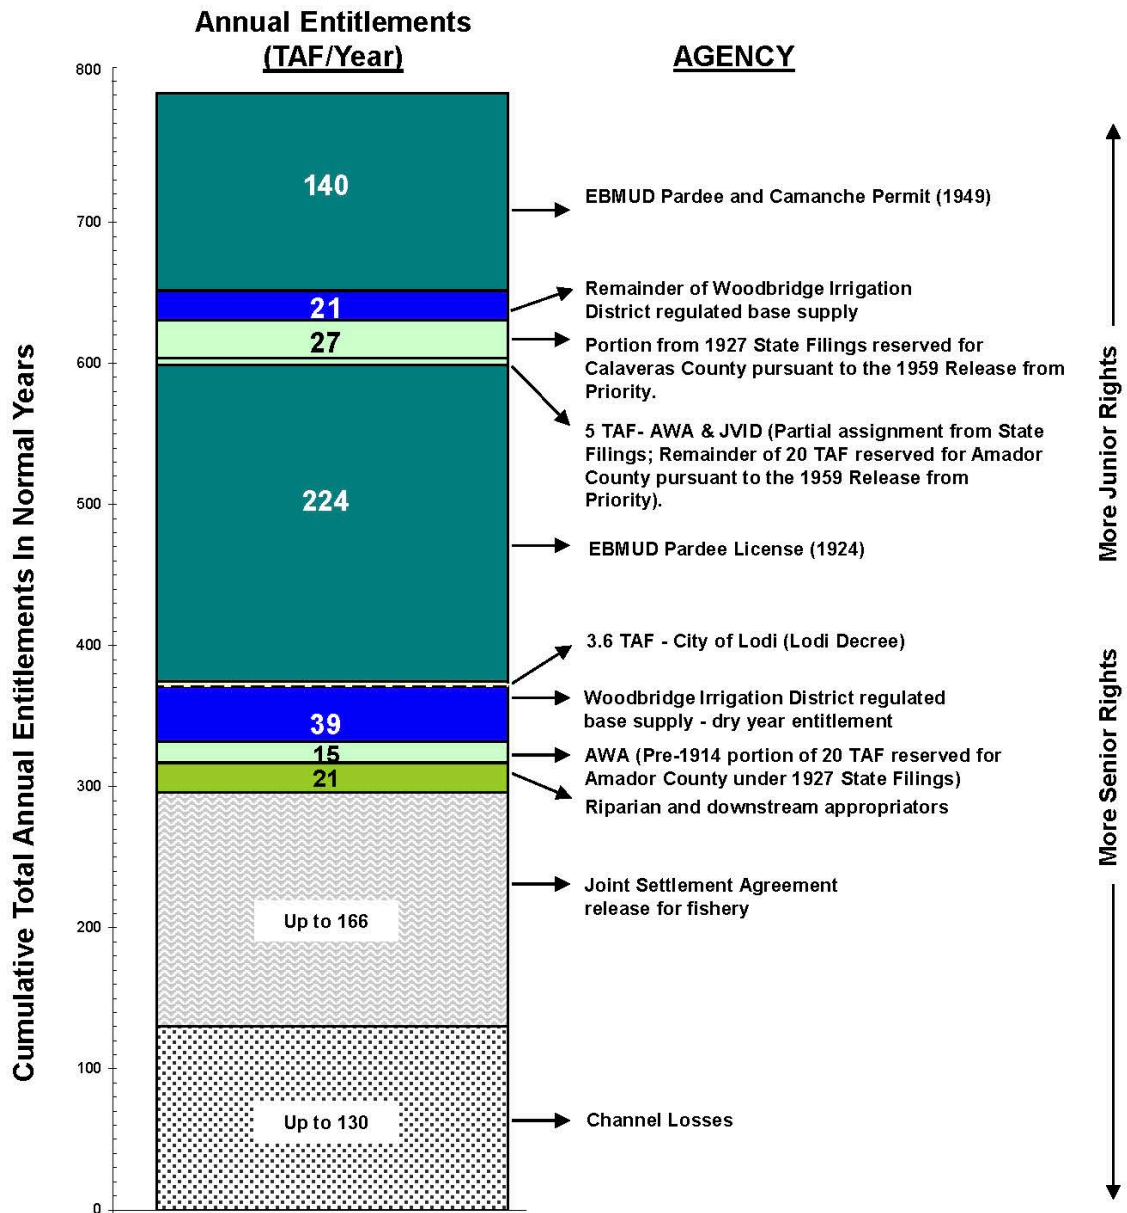 Annual Entitlements
(TAF/Year)
AGENCY
Cumulative Total Annual Entitlements In Normal Years
800
700
600
500
400
300
200
100
0
140
21
27
224
39
15
21
Up to 166
Up to 130
EBMUD Pardee and Camanche Permit (1949)
Remainder of Woodbridge Irrigation
District regulated base supply
Portion from 1927 State Filings reserved for
Calaveras County pursuant to the 1959 Release from
Priority.
5 TAF- AWA & JVID (Partial assignment from State
Filings; Remainder of 20 TAF reserved for Amador
County pursuant to the 1959 Release from
Priority).
EBMUD Pardee License (1924)
3.6 TAF - City of Lodi (Lodi Decree)
Woodbridge Irrigation District regulated
base supply - dry year entitlement
AWA (Pre-1914 portion of 20 TAF reserved for
Amador County under 1927 State Filings)
Riparian and downstream appropriators
Joint Settlement Agreement
release for fishery
Channel Losses
More Junior Rights
More Senior Rights